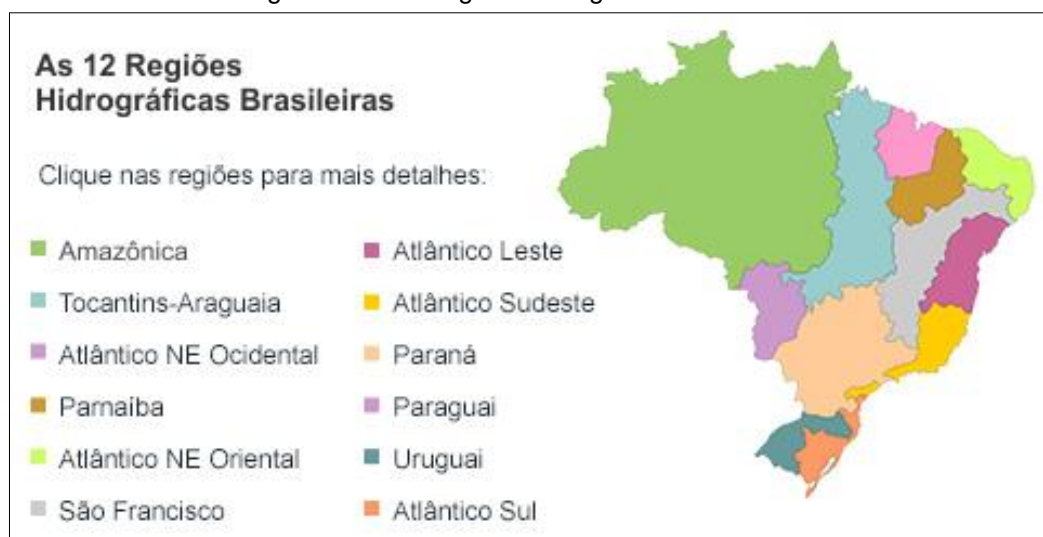 As 12 Regiões
Hidrográficas Brasileiras
Clique nas regiões para mais detalhes:
Amazônica
Tocantins-Araguaia
Atlântico NE Ocidental
Parnaíba
Atlântico NE Oriental
São Francisco
Atlântico Leste
Atlântico Sudeste
Paraná
Paraguai
Uruguai
Atlântico Sul